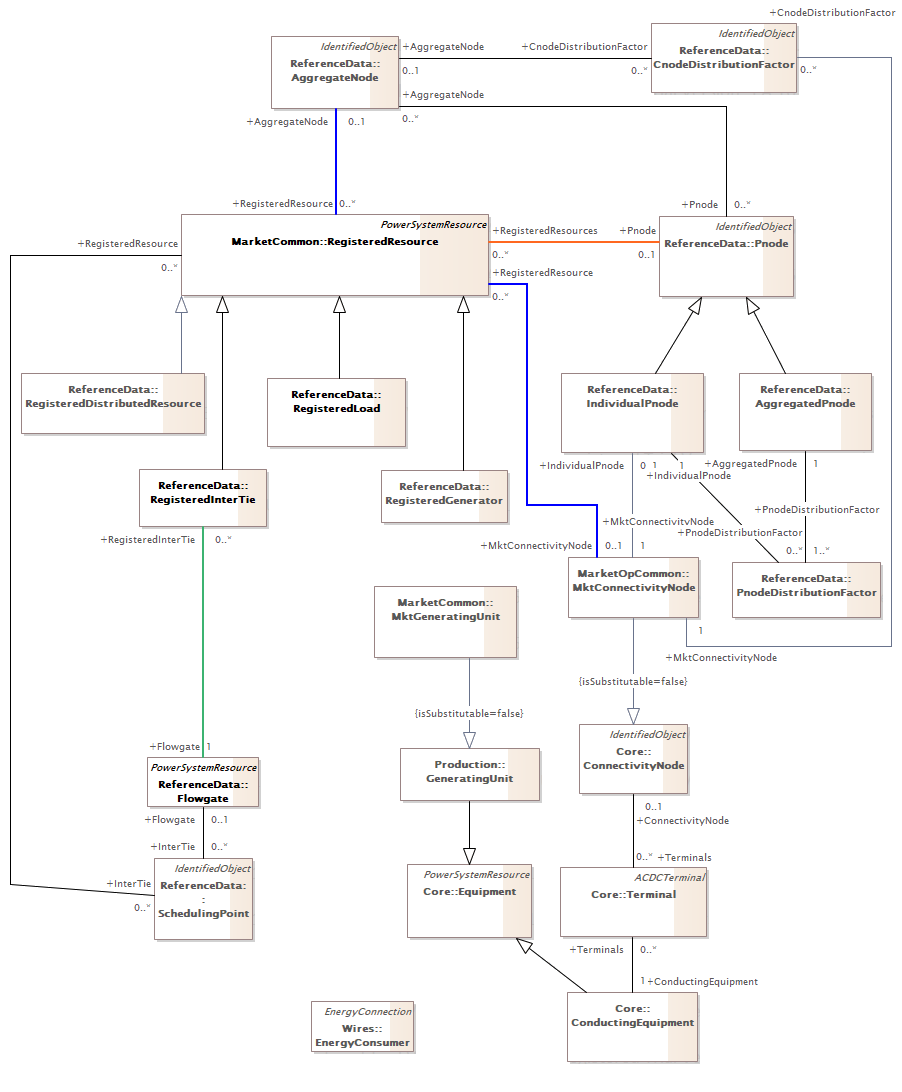 +CnodeDistributionFactor
IdentifiedObject
ReferenceData::
AggregateNode
+AggregateNode
0..1
+CnodeDistributionFactor
0..*
IdentifiedObject
ReferenceData::
CnodeDistributionFactor
0..*
+AggregateNode
0..*
+AggregateNode
0..1
+RegisteredResource
0..*
+Pnode
0..*
PowerSystemResource
MarketCommon::RegisteredResource
+RegisteredResource
0..*
+RegisteredResources
0..*
+Pnode
0..1
IdentifiedObject
ReferenceData::Pnode
+RegisteredResource
0..*
ReferenceData::
RegisteredDistributedResource
ReferenceData::
RegisteredLoad
ReferenceData::
IndividualPnode
ReferenceData::
AggregatedPnode
ReferenceData::
RegisteredInterTie
ReferenceData::
RegisteredGenerator
+IndividualPnode
0
1
1
+IndividualPnode
+AggregatedPnode
1
+PnodeDistributionFactor
+MktConnectivityNode
+PnodeDistributionFactor
+RegisteredInterTie
0..*
+MktConnectivityNode
0..1
1
0..*
1..*
MarketOpCommon::
MktConnectivityNode
ReferenceData::
PnodeDistributionFactor
MarketCommon::
MktGeneratingUnit
1
+MktConnectivityNode
{isSubstitutable=false}
{isSubstitutable=false}
+Flowgate
1
PowerSystemResource
ReferenceData::
Flowgate
Production::
GeneratingUnit
IdentifiedObject
Core::
ConnectivityNode
+Flowgate
0..1
0..1
+ConnectivityNode
+InterTie
0..*
0..*
+Terminals
IdentifiedObject
ReferenceData:
:
SchedulingPoint
+InterTie
0..*
PowerSystemResource
Core::Equipment
ACDCTerminal
Core::Terminal
+Terminals
0..*
1
+ConductingEquipment
EnergyConnection
Wires::
EnergyConsumer
Core::
ConductingEquipment